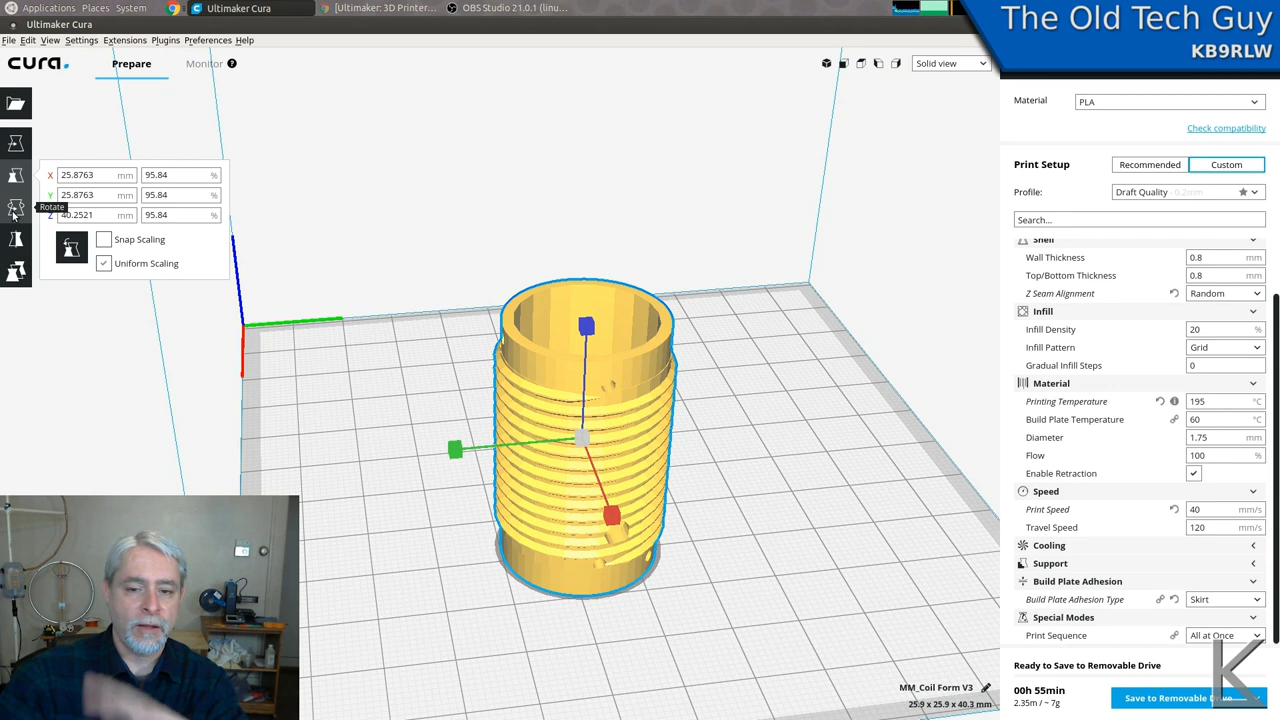 Applications Places System
Ultimaker Cura
[Ultimaker: 3D Printer...
OBS Studio 21.0.1 (linu...
The Old Tech Guy
KB9RLW
Ultimaker Cura
File Edit View Settings Extensions Plugins Preferences Help
cura.
Prepare
Monitor ?
Solid view
Material
PLA
Check compatibility
Print Setup
Recommended
Custom
Profile:
Draft Quality - 0.2mm
Search...
X 25.8763 mm 95.84 %
Y 25.8763 mm 95.84 %
Rotate
Z 40.2521 mm 95.84 %
Snap Scaling
Uniform Scaling
Shell
Wall Thickness 0.8 mm
Top/Bottom Thickness 0.8 mm
Z Seam Alignment Random
Infill
Infill Density 20 %
Infill Pattern Grid
Gradual Infill Steps 0
Material
Printing Temperature 195 °C
Build Plate Temperature 60 °C
Diameter 1.75 mm
Flow 100 %
Enable Retraction
Speed
Print Speed 40 mm/s
Travel Speed 120 mm/s
Cooling
Support
Build Plate Adhesion
Build Plate Adhesion Type Skirt
Special Modes
Print Sequence All at Once
Ready to Save to Removable Drive
MM_Coil Form V3
25.9 x 25.9 x 40.3 mm
00h 55min
2.35m / ~ 7g
Save to Removable Drive
K